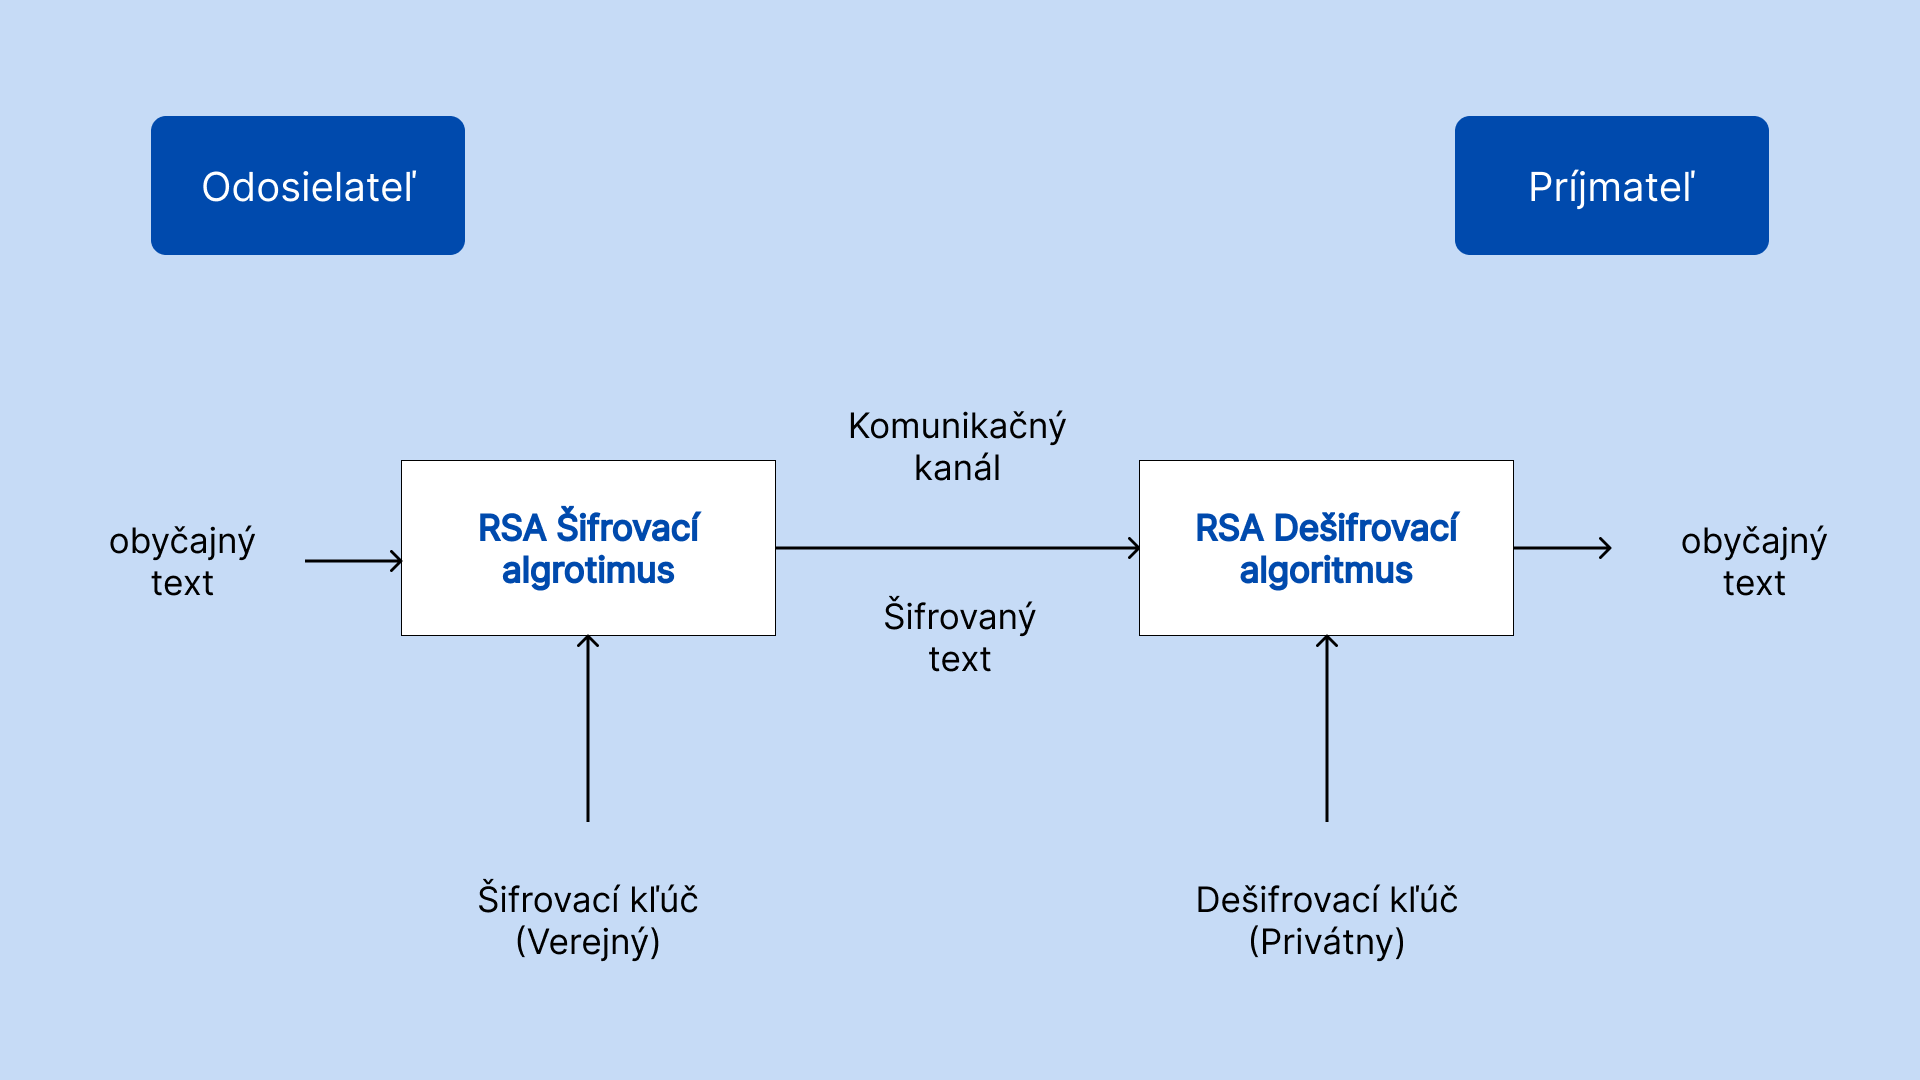 Odosielateľ
Príjmateľ
Komunikačný
kanál
RSA Šifrovací
algrotimus
RSA Dešifrovací
algoritmus
obyčajný
text
obyčajný
text
Šifrovaný
text
Šifrovací kľúč
(Verejný)
Dešifrovací kľúč
(Privátny)